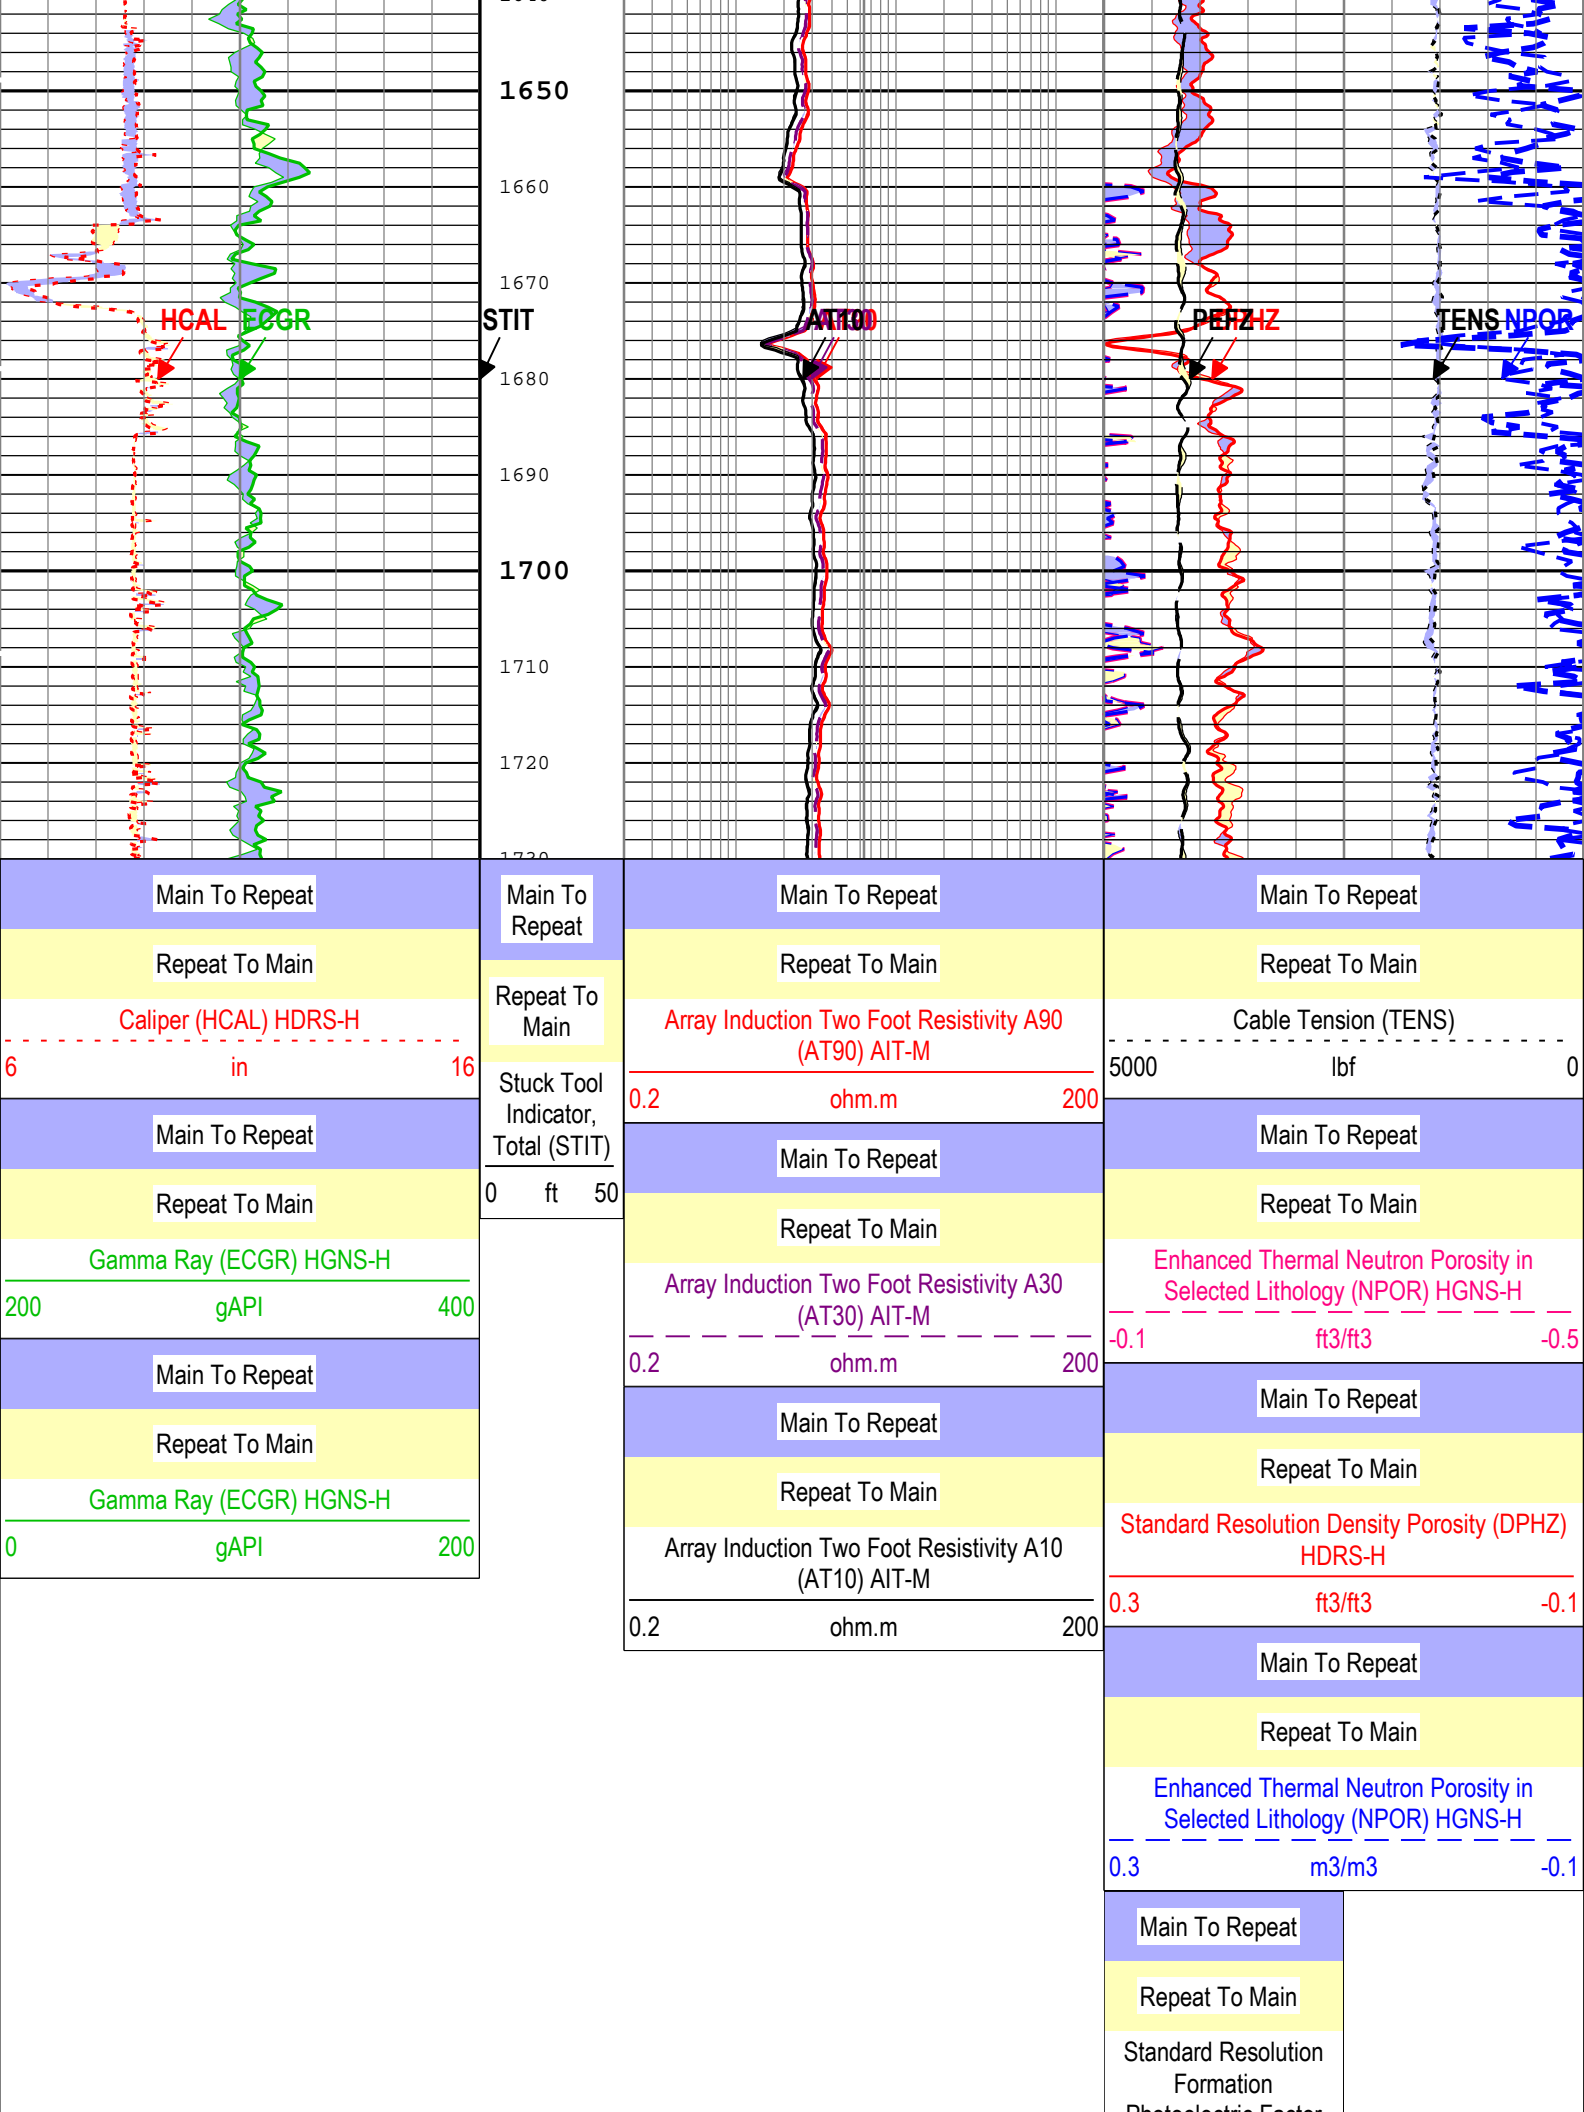 1650
1660
1670
HCAL ECGR STIT AT10 PEFZ TENS NPOR
1680
1690
1700
1710
1720
Main To Repeat
Repeat To Main
Caliper (HCAL) HDRS-H
6 in 16
Main To Repeat
Repeat To Main
Gamma Ray (ECGR) HGNS-H
200 gAPI 400
Main To Repeat
Repeat To Main
Gamma Ray (ECGR) HGNS-H
0 gAPI 200
Main To
Repeat
Repeat To
Main
Stuck Tool
Indicator,
Total (STIT)
0 ft 50
Main To Repeat
Repeat To Main
Array Induction Two Foot Resistivity A90
(AT90) AIT-M
0.2 ohm.m 200
Main To Repeat
Repeat To Main
Array Induction Two Foot Resistivity A30
(AT30) AIT-M
0.2 ohm.m 200
Main To Repeat
Repeat To Main
Array Induction Two Foot Resistivity A10
(AT10) AIT-M
0.2 ohm.m 200
Main To Repeat
Repeat To Main
Cable Tension (TENS)
5000 lbf 0
Main To Repeat
Repeat To Main
Enhanced Thermal Neutron Porosity in
Selected Lithology (NPOR) HGNS-H
-0.1 ft3/ft3 -0.5
Main To Repeat
Repeat To Main
Standard Resolution Density Porosity (DPHZ)
HDRS-H
0.3 ft3/ft3 -0.1
Main To Repeat
Repeat To Main
Enhanced Thermal Neutron Porosity in
Selected Lithology (NPOR) HGNS-H
0.3 m3/m3 -0.1
Main To Repeat
Repeat To Main
Standard Resolution
Formation
Photoelectric Factor